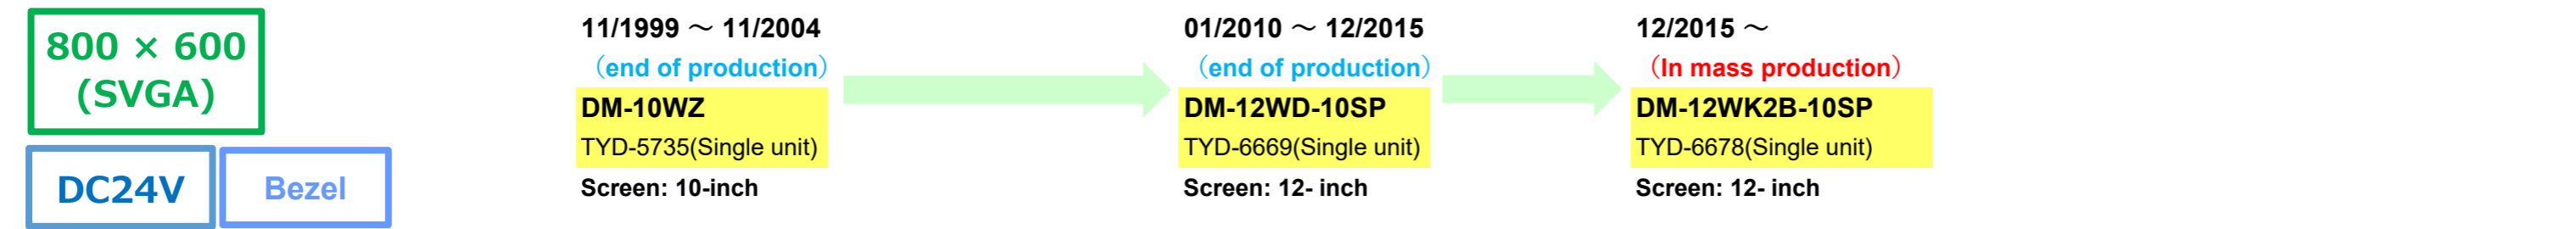 800 × 600
(SVGA)
DC24V
Bezel
11/1999 ～ 11/2004
（end of production）
DM-10WZ
TYD-5735(Single unit)
Screen: 10-inch
01/2010 ～ 12/2015
（end of production）
DM-12WD-10SP
TYD-6669(Single unit)
Screen: 12- inch
12/2015 ～
（In mass production）
DM-12WK2B-10SP
TYD-6678(Single unit)
Screen: 12- inch